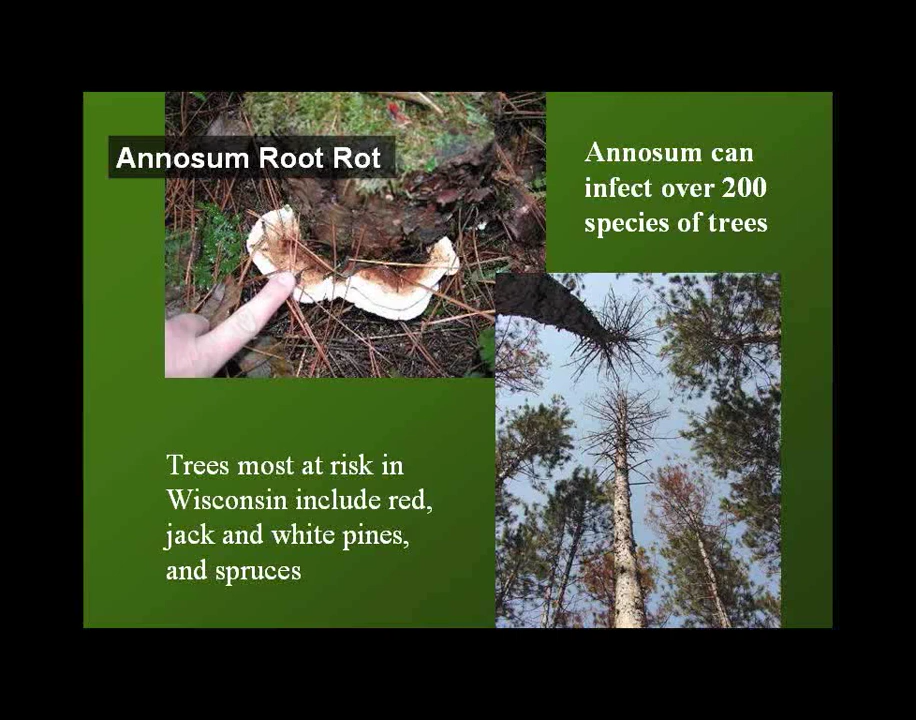 Annosum Root Rot
Annosum can
infect over 200
species of trees
Trees most at risk in
Wisconsin include red,
jack and white pines,
and spruces